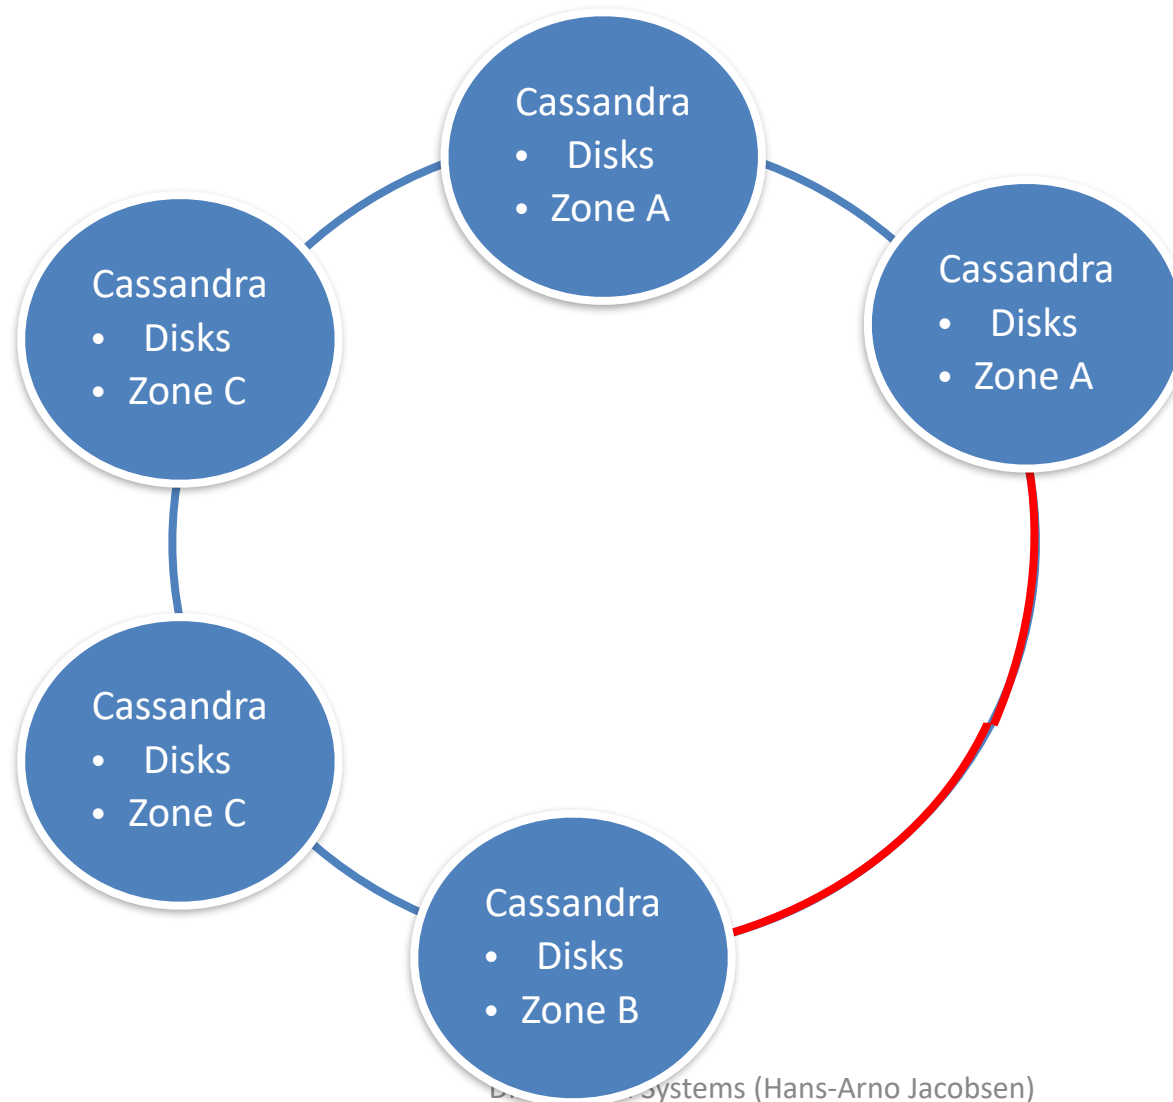 Cassandra
• Disks
• Zone A
Cassandra
• Disks
• Zone A
Cassandra
• Disks
• Zone C
Cassandra
• Disks
• Zone C
Cassandra
• Disks
• Zone B
Systems (Hans-Arno Jacobsen)